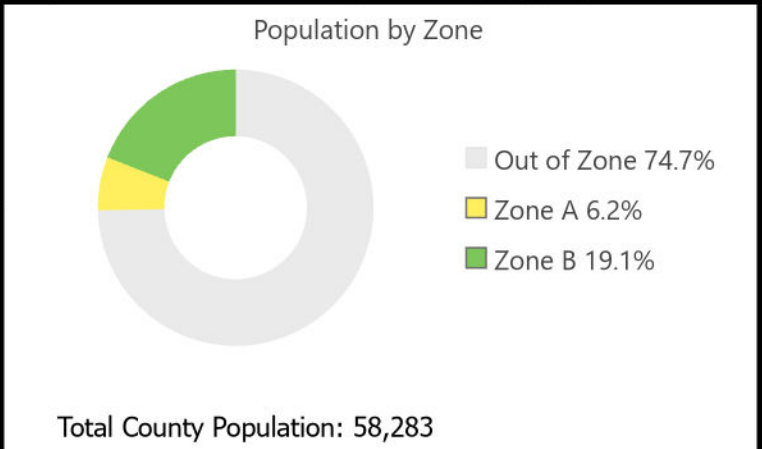 Population by Zone
Out of Zone 74.7%
Zone A 6.2%
Zone B 19.1%
Total County Population: 58,283